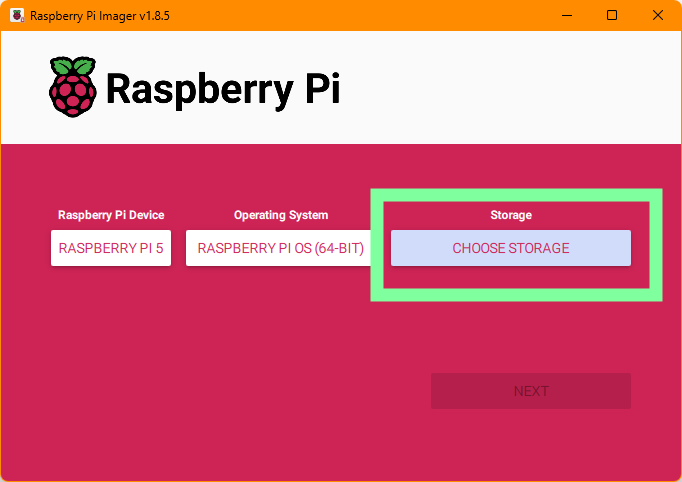 Raspberry Pi Imager v1.8.5
Raspberry Pi
Raspberry Pi Device
Operating System
Storage
RASPBERRY PI 5
RASPBERRY PI OS (64-BIT)
CHOOSE STORAGE
NEXT